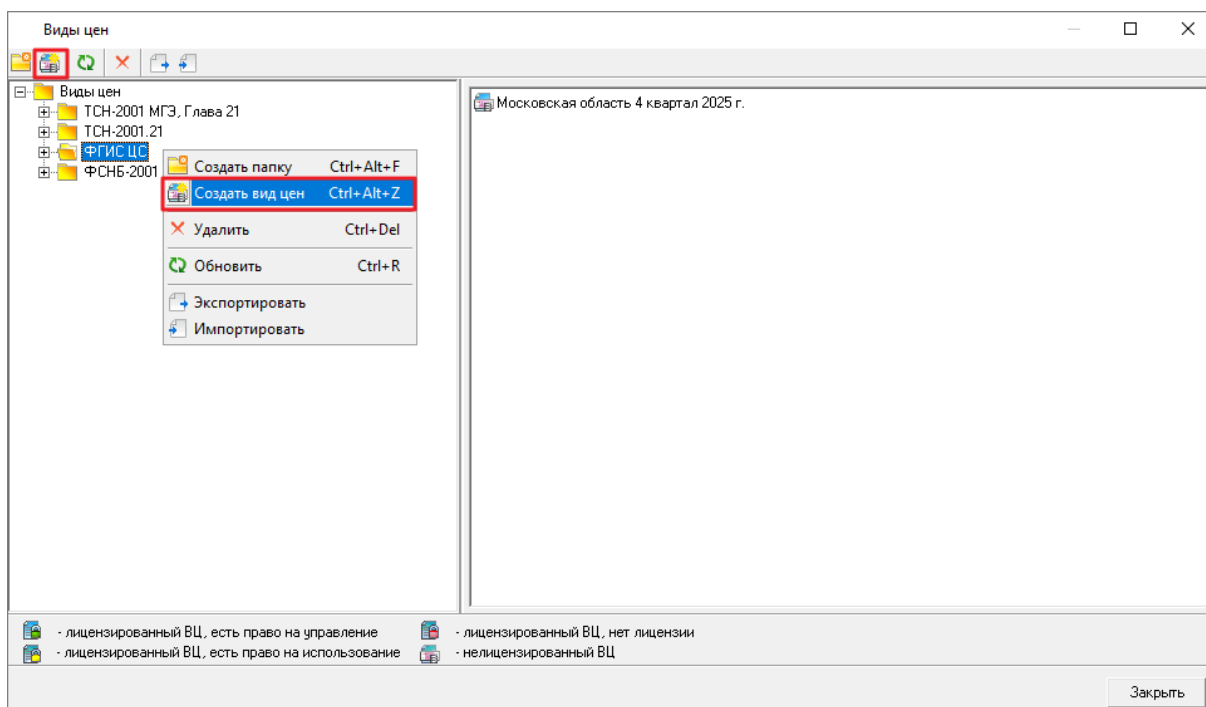 Виды цен
Виды цен
ТСН-2001 МГЭ, Глава 21
ТСН-2001.21
ФГИС ЦС
ФСНБ-2001
Создать папку Ctrl+Alt+F
Создать вид цен Ctrl+Alt+Z
Удалить Ctrl+Del
Обновить Ctrl+R
Экспортировать
Импортировать
Московская область 4 квартал 2025 г.
- лицензированный ВЦ, есть право на управление
- лицензированный ВЦ, нет лицензии
- лицензированный ВЦ, есть право на использование
- нелицензированный ВЦ
Закрыть